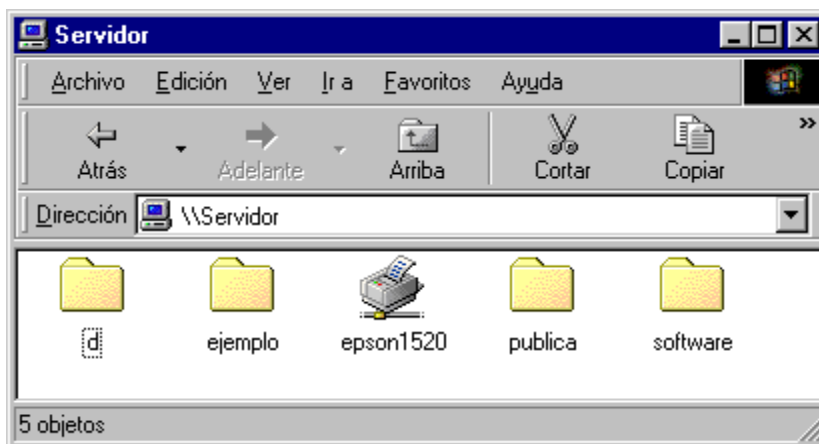 Servidor
Archivo Edición Ver Ir a Favoritos Ayuda
Atrás Adelante Arriba Cortar Copiar »
Dirección \\Servidor
d ejemplo epson1520 publica software
5 objetos